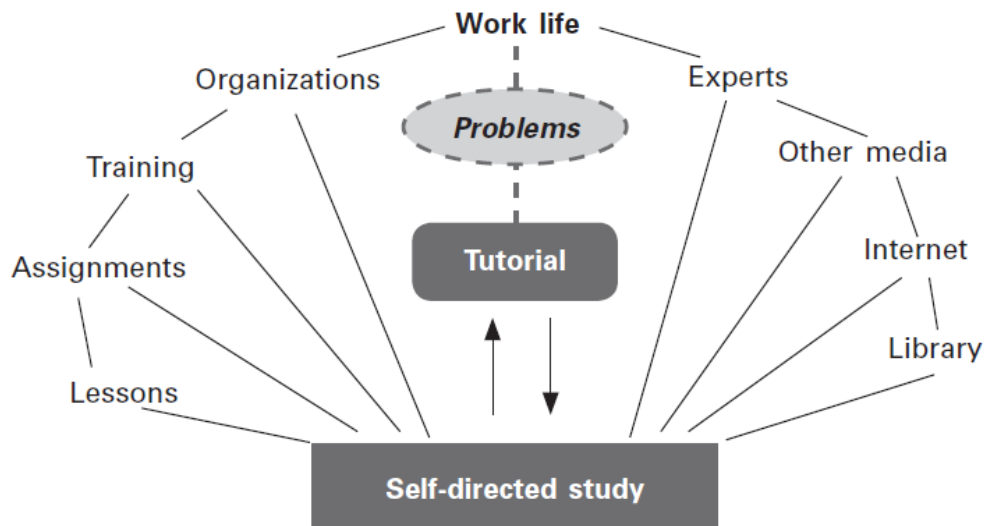 Work life
Organizations
Experts
Problems
Training
Other media
Tutorial
Assignments
Internet
Lessons
Library
Self-directed study